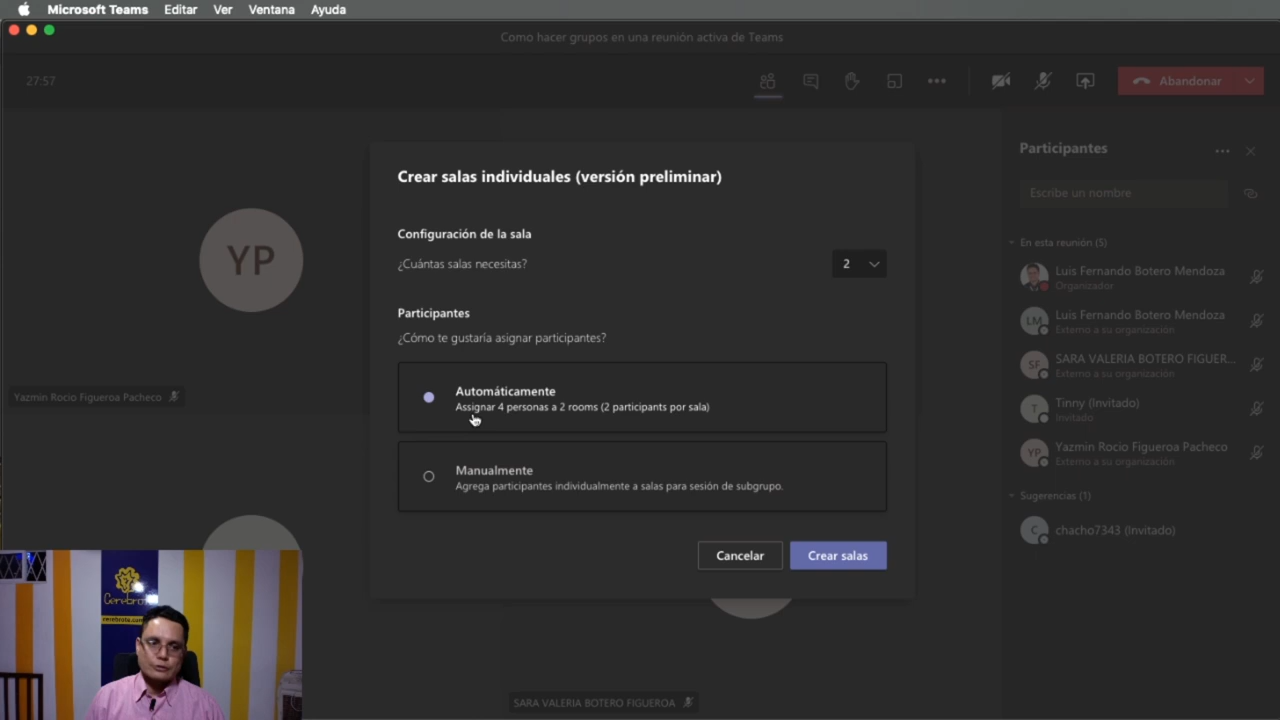 Microsoft Teams Editar Ver Ventana Ayuda
Como hacer grupos en una reunión activa de Teams
27:57
Abandonar
Crear salas individuales (versión preliminar)
Configuración de la sala
¿Cuántas salas necesitas?
2
Participantes
¿Cómo te gustaría asignar participantes?
Automáticamente
Assignar 4 personas a 2 rooms (2 participants por sala)
Manualmente
Agrega participantes individualmente a salas para sesión de subgrupo.
Cancelar
Crear salas
YP
Yazmin Rocio Figueroa Pacheco
SARA VALERIA BOTERO FIGUEROA
Participantes
Escribe un nombre
En esta reunión (5)
Luis Fernando Botero Mendoza
Organizador
LM
Luis Fernando Botero Mendoza
Externo a su organización
SF
SARA VALERIA BOTERO FIGUER...
Externo a su organización
T
Tinny (Invitado)
Invitado
YP
Yazmin Rocio Figueroa Pacheco
Externo a su organización
Sugerencias (1)
C
chacho7343 (Invitado)